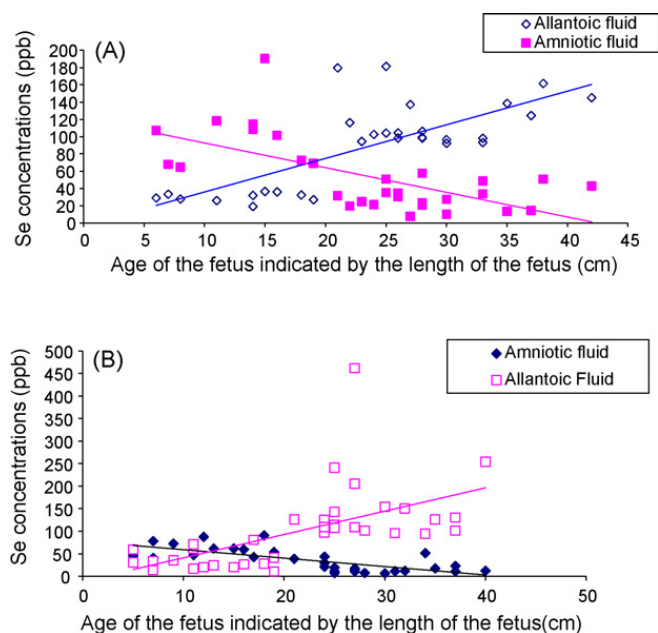 Allantoic fluid
Amniotic fluid
(A)
Se concentrations (ppb)
200
180
160
140
120
100
80
60
40
20
0
0 5 10 15 20 25 30 35 40 45
Age of the fetus indicated by the length of the fetus (cm)
(B)
Amniotic fluid
Allantoic Fluid
Se concentrations (ppb)
500
450
400
350
300
250
200
150
100
50
0
0 10 20 30 40 50
Age of the fetus indicated by the length of the fetus(cm)